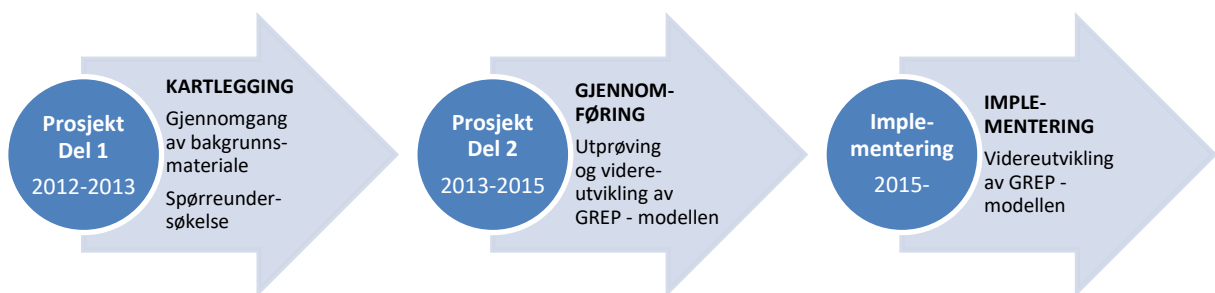 Prosjekt
Del 1
2012-2013
KARTLEGGING
Gjennomgang
av bakgrunns-
materiale
Spørreunder-
søkelse
Prosjekt
Del 2
2013-2015
GJENNOM-
FØRING
Utprøving
og videre-
utvikling av
GREP - modellen
Imple-
mentering
2015-
IMPLE-
MENTERING
Videreutvikling
av GREP -
modellen